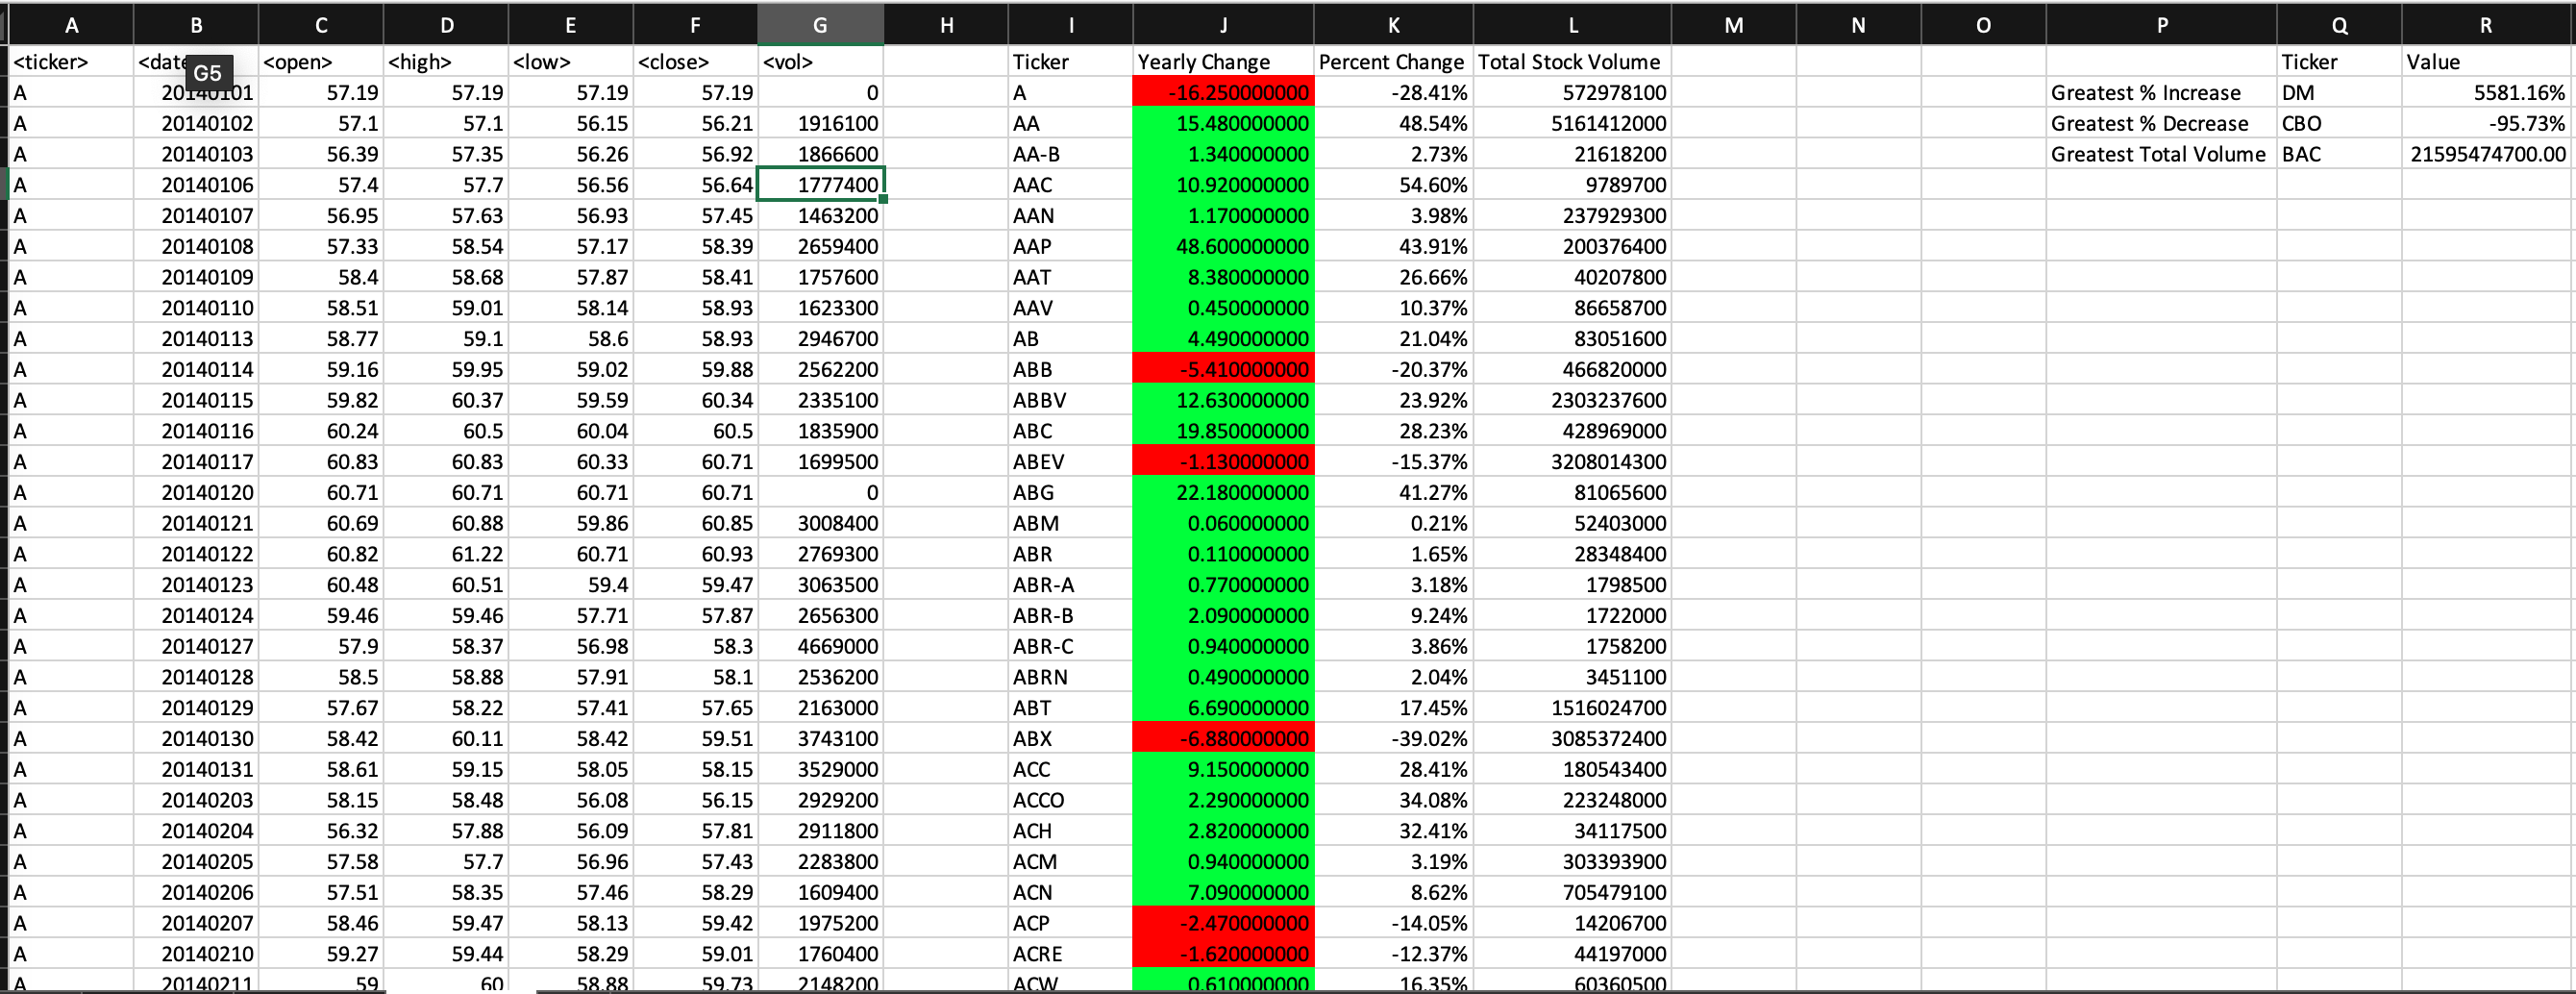 A B C D E F G H I J K L M N O P Q R
<ticker> <date <open> <high> <low> <close> <vol> Ticker Yearly Change Percent Change Total Stock Volume Ticker Value
G5
A 20140101 57.19 57.19 57.19 57.19 0 A -16.250000000 -28.41% 572978100 Greatest % Increase DM 5581.16%
A 20140102 57.1 57.1 56.15 56.21 1916100 AA 15.480000000 48.54% 5161412000 Greatest % Decrease CBO -95.73%
A 20140103 56.39 57.35 56.26 56.92 1866600 AA-B 1.340000000 2.73% 21618200 Greatest Total Volume BAC 21595474700.00
A 20140106 57.4 57.7 56.56 56.64 1777400 AAC 10.920000000 54.60% 9789700
A 20140107 56.95 57.63 56.93 57.45 1463200 AAN 1.170000000 3.98% 237929300
A 20140108 57.33 58.54 57.17 58.39 2659400 AAP 48.600000000 43.91% 200376400
A 20140109 58.4 58.68 57.87 58.41 1757600 AAT 8.380000000 26.66% 40207800
A 20140110 58.51 59.01 58.14 58.93 1623300 AAV 0.450000000 10.37% 86658700
A 20140113 58.77 59.1 58.6 58.93 2946700 AB 4.490000000 21.04% 83051600
A 20140114 59.16 59.95 59.02 59.88 2562200 ABB -5.410000000 -20.37% 466820000
A 20140115 59.82 60.37 59.59 60.34 2335100 ABBV 12.630000000 23.92% 2303237600
A 20140116 60.24 60.5 60.04 60.5 1835900 ABC 19.850000000 28.23% 428969000
A 20140117 60.83 60.83 60.33 60.71 1699500 ABEV -1.130000000 -15.37% 3208014300
A 20140120 60.71 60.71 60.71 60.71 0 ABG 22.180000000 41.27% 81065600
A 20140121 60.69 60.88 59.86 60.85 3008400 ABM 0.060000000 0.21% 52403000
A 20140122 60.82 61.22 60.71 60.93 2769300 ABR 0.110000000 1.65% 28348400
A 20140123 60.48 60.51 59.4 59.47 3063500 ABR-A 0.770000000 3.18% 1798500
A 20140124 59.46 59.46 57.71 57.87 2656300 ABR-B 2.090000000 9.24% 1722000
A 20140127 57.9 58.37 56.98 58.3 4669000 ABR-C 0.940000000 3.86% 1758200
A 20140128 58.5 58.88 57.91 58.1 2536200 ABRN 0.490000000 2.04% 3451100
A 20140129 57.67 58.22 57.41 57.65 2163000 ABT 6.690000000 17.45% 1516024700
A 20140130 58.42 60.11 58.42 59.51 3743100 ABX -6.880000000 -39.02% 3085372400
A 20140131 58.61 59.15 58.05 58.15 3529000 ACC 9.150000000 28.41% 180543400
A 20140203 58.15 58.48 56.08 56.15 2929200 ACCO 2.290000000 34.08% 223248000
A 20140204 56.32 57.88 56.09 57.81 2911800 ACH 2.820000000 32.41% 34117500
A 20140205 57.58 57.7 56.96 57.43 2283800 ACM 0.940000000 3.19% 303393900
A 20140206 57.51 58.35 57.46 58.29 1609400 ACN 7.090000000 8.62% 705479100
A 20140207 58.46 59.47 58.13 59.42 1975200 ACP -2.470000000 -14.05% 14206700
A 20140210 59.27 59.44 58.29 59.01 1760400 ACRE -1.620000000 -12.37% 44197000
A 20140211 59 60 58.88 59.73 2148200 ACW 0.610000000 16.35% 60360500